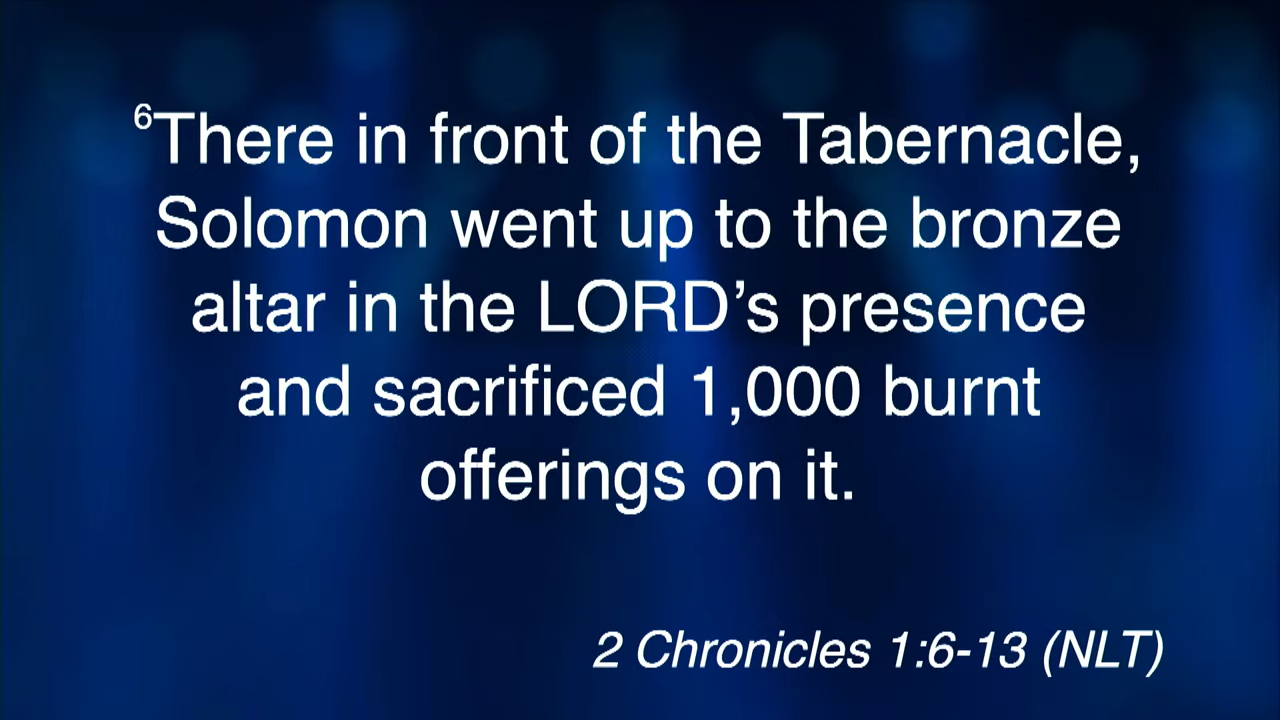 ⁶There in front of the Tabernacle,
Solomon went up to the bronze
altar in the LORD’s presence
and sacrificed 1,000 burnt
offerings on it.
2 Chronicles 1:6-13 (NLT)